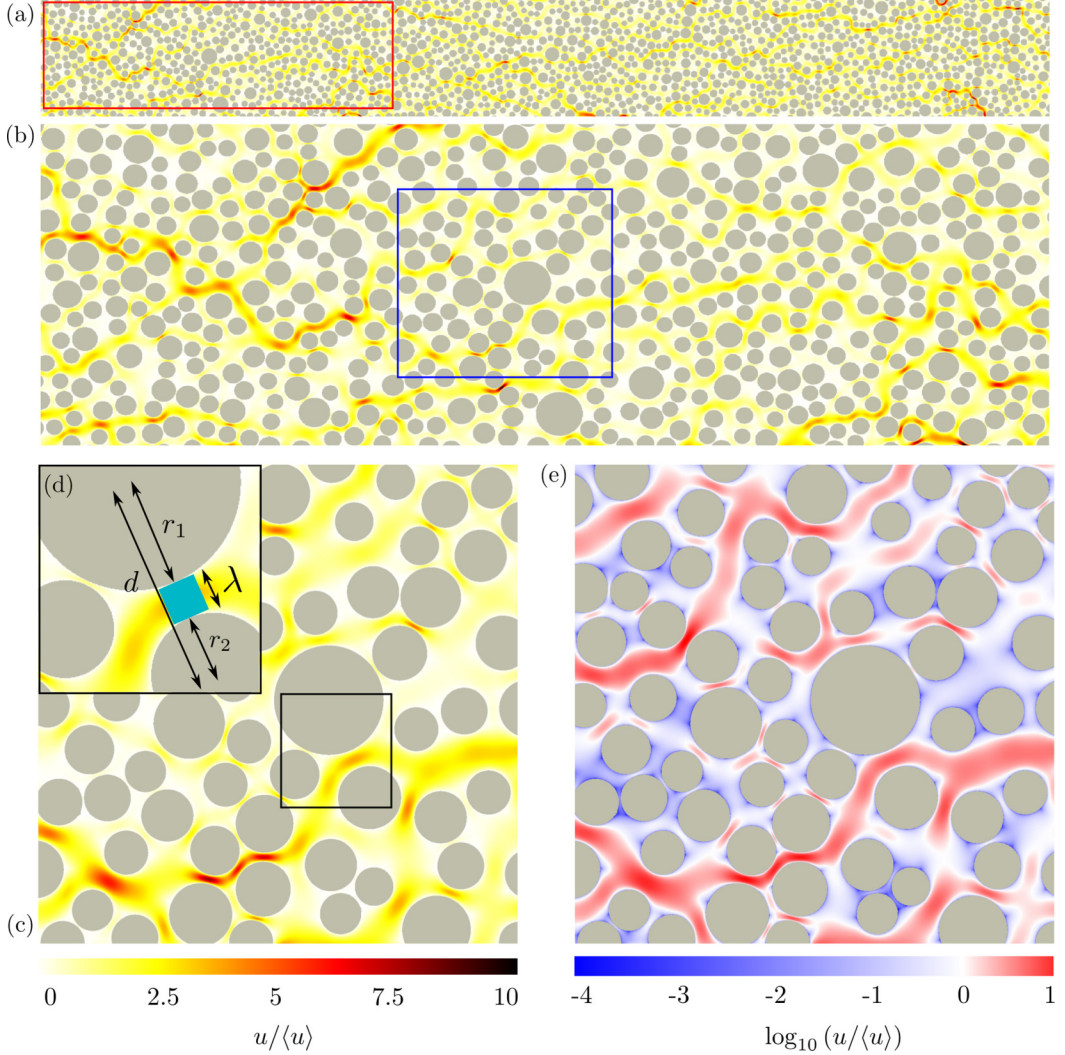 (a)
(b)
(d)
r₁
d
λ
r₂
(e)
(c)
0 2.5 5 7.5 10
u/⟨u⟩
-4 -3 -2 -1 0 1
log₁₀ (u/⟨u⟩)